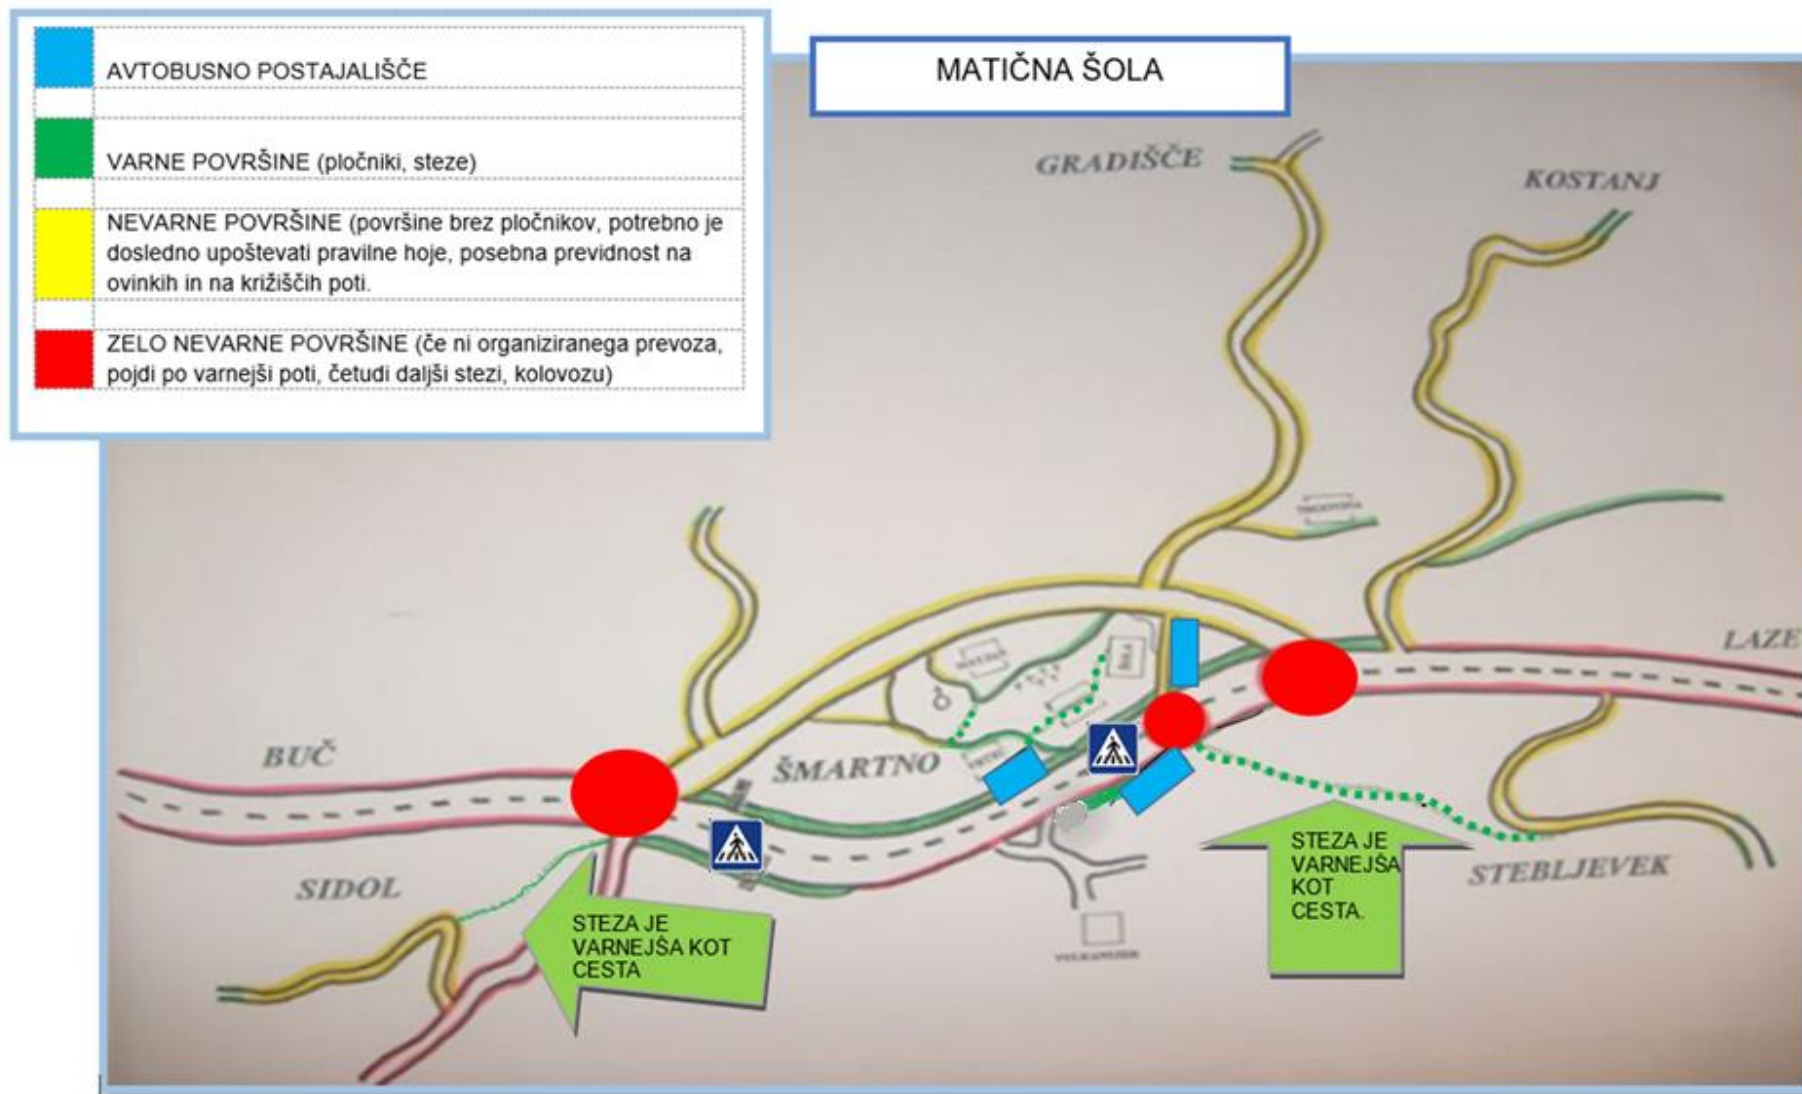 AVTOBUSNO POSTAJALIŠČE
VARNE POVRŠINE (pločniki, steze)
NEVARNE POVRŠINE (površine brez pločnikov, potrebno je
dosledno upoštevati pravilne hoje, posebna previdnost na
ovinkih in na križiščih poti.
ZELO NEVARNE POVRŠINE (če ni organiziranega prevoza,
pojdi po varnejši poti, četudi daljši stezi, kolovozu)
MATIČNA ŠOLA
GRADIŠČE
KOSTANJ
TRGOVINA
LAZE
ŠOLA
BUČ
ŠMARTNO
VRTEC
SIDOL
STEZA JE
VARNEJŠA KOT
CESTA
STEZA JE
VARNEJŠA
KOT
CESTA.
STEBLJEVEK